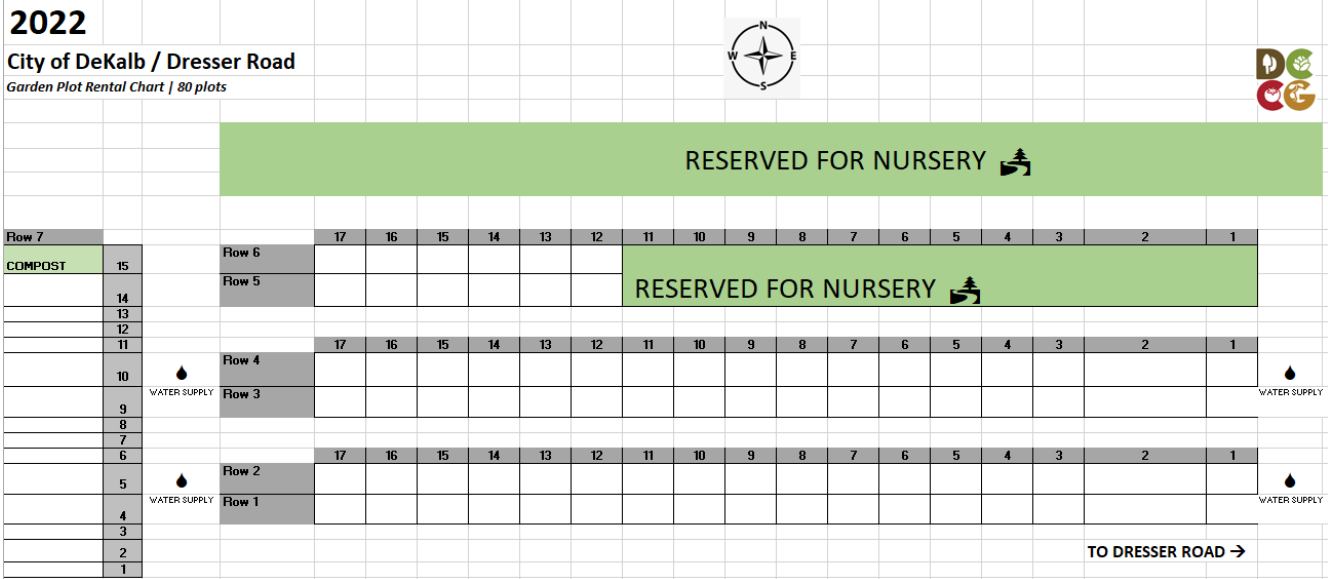 2022
City of DeKalb / Dresser Road
Garden Plot Rental Chart | 80 plots
N
W E
S
DC
CG
RESERVED FOR NURSERY
Row 7 17 16 15 14 13 12 11 10 9 8 7 6 5 4 3 2 1
Row 6
COMPOST 15
Row 5
RESERVED FOR NURSERY
14
13
12
11 17 16 15 14 13 12 11 10 9 8 7 6 5 4 3 2 1
Row 4
10
WATER SUPPLY Row 3 WATER SUPPLY
9
8
7
6 17 16 15 14 13 12 11 10 9 8 7 6 5 4 3 2 1
Row 2
5
WATER SUPPLY Row 1 WATER SUPPLY
4
3
2 TO DRESSER ROAD →
1